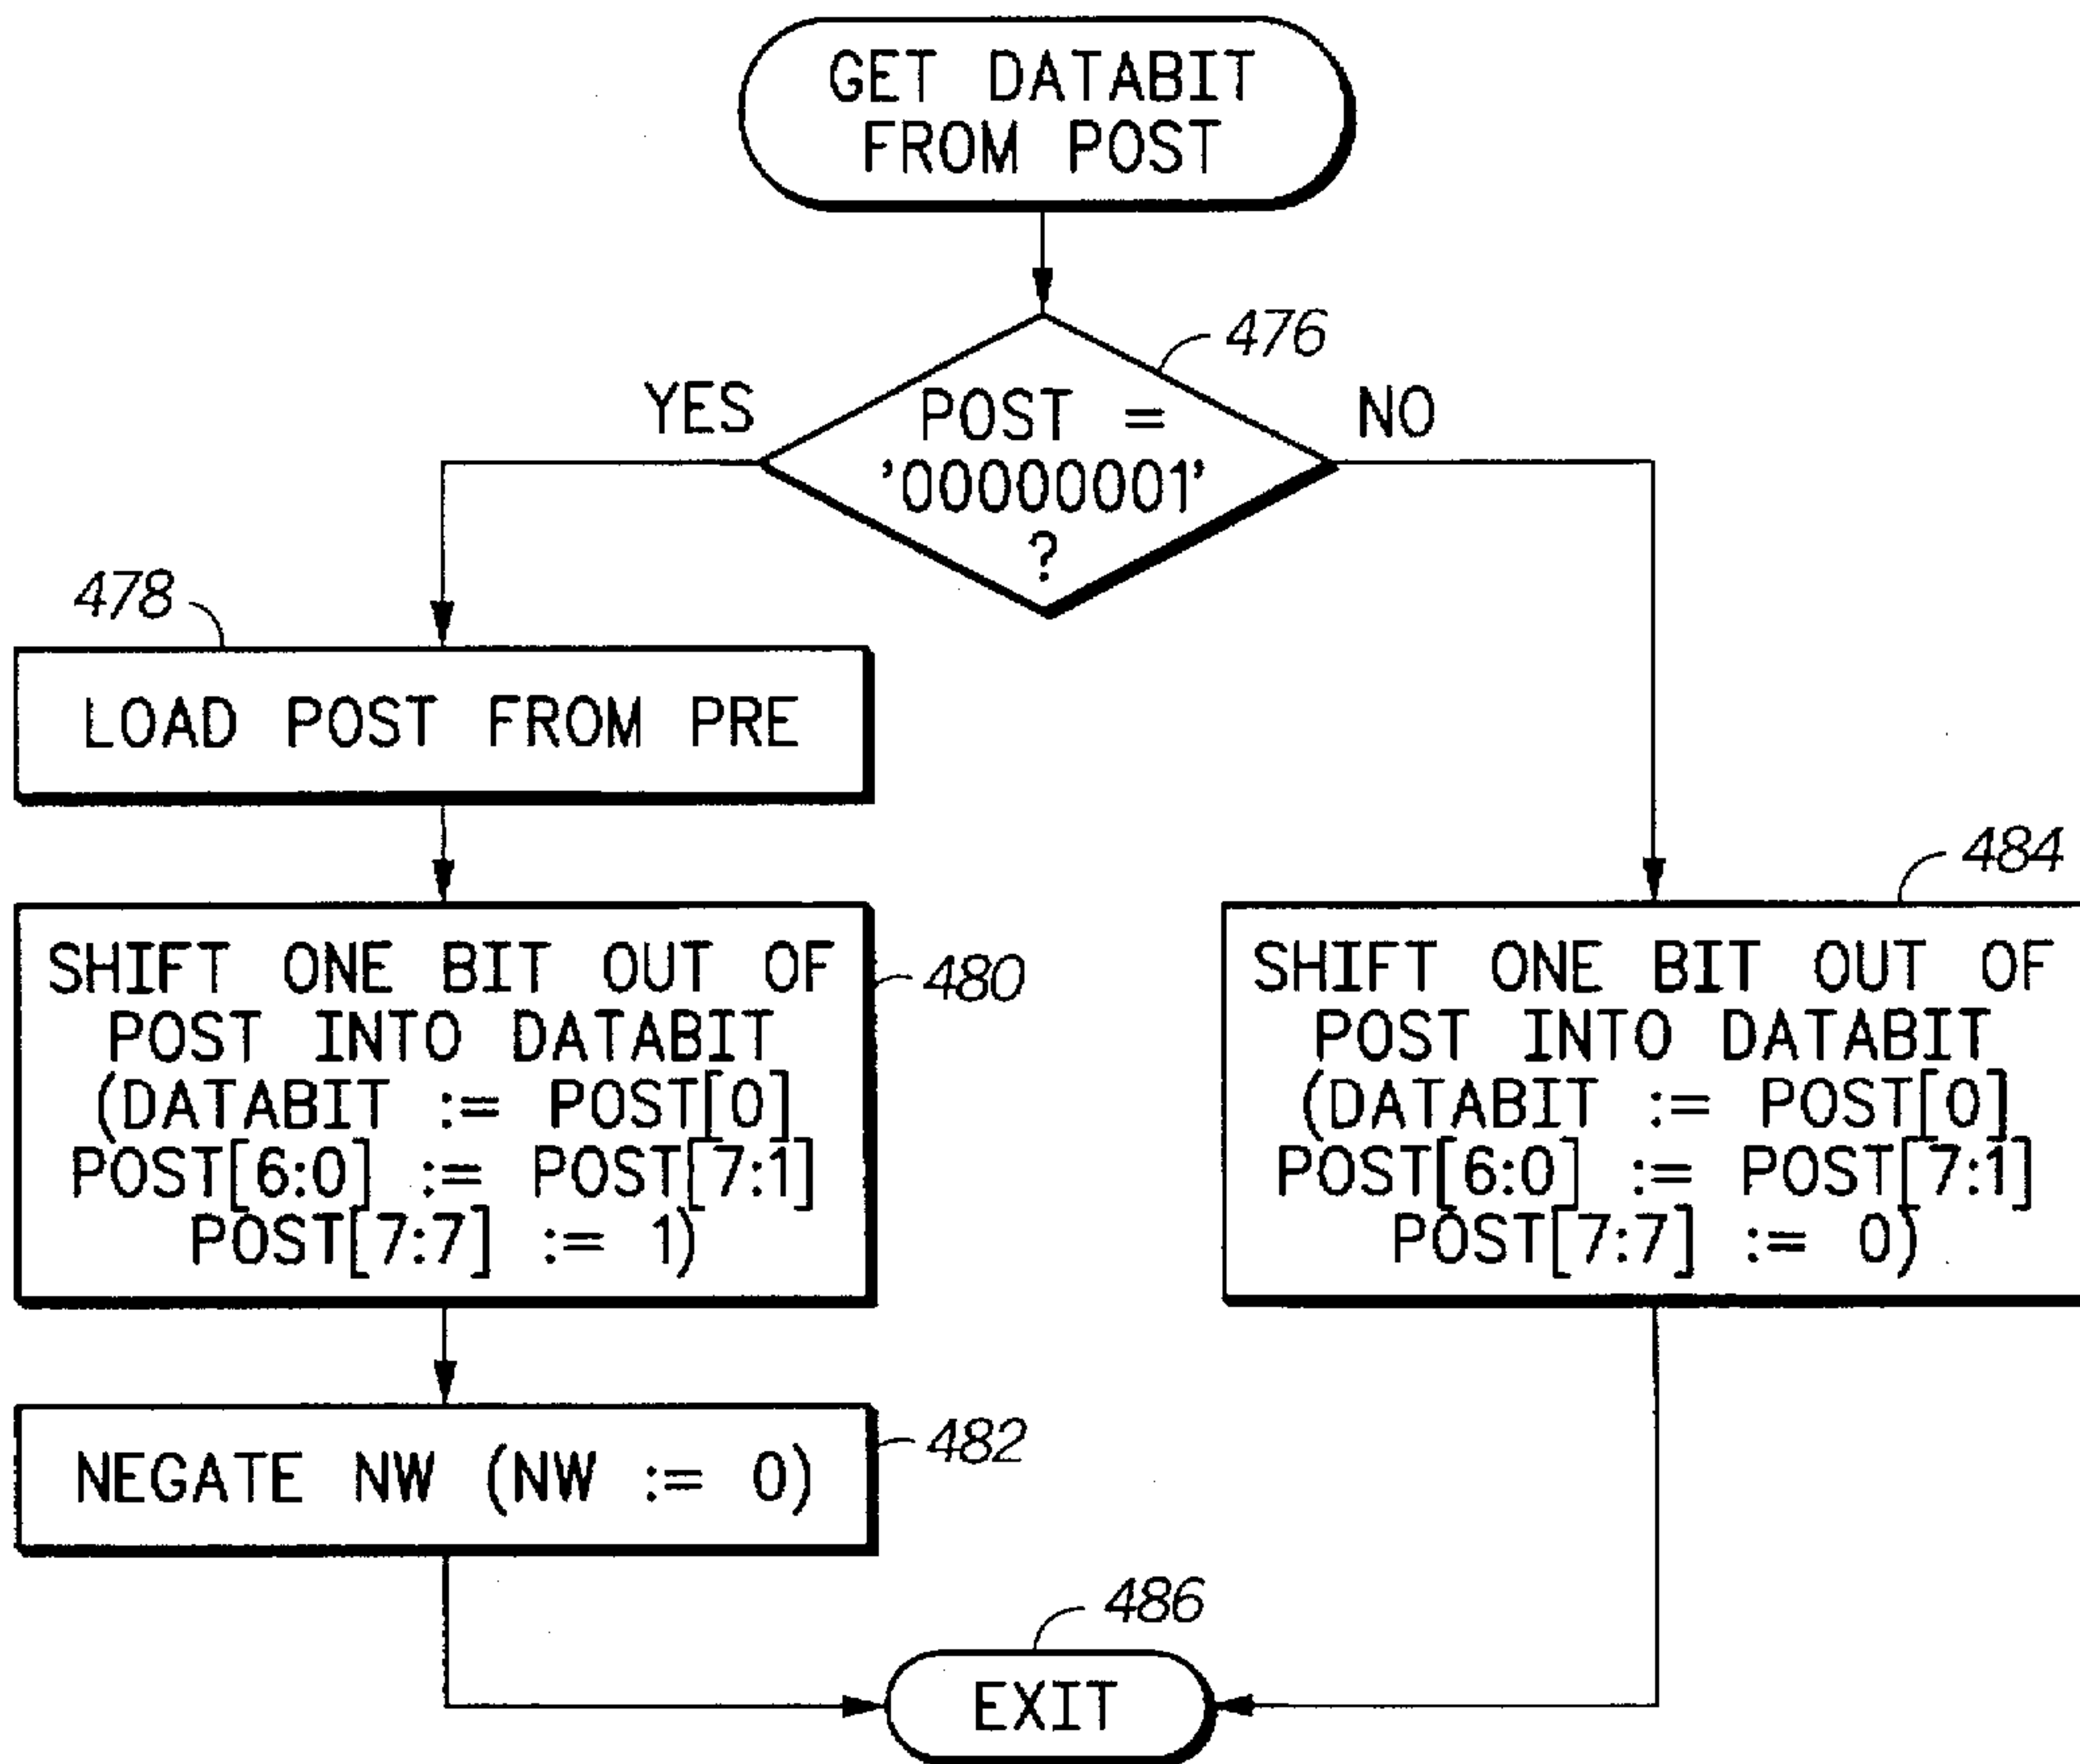 GET DATABIT
FROM POST
476
YES
POST =
'00000001'
?
NO
478
LOAD POST FROM PRE
SHIFT ONE BIT OUT OF
POST INTO DATABIT
(DATABIT := POST[0]
POST[6:0] := POST[7:1]
POST[7:7] := 1)
480
484
SHIFT ONE BIT OUT OF
POST INTO DATABIT
(DATABIT := POST[0]
POST[6:0] := POST[7:1]
POST[7:7] := 0)
NEGATE NW (NW := 0)
482
486
EXIT